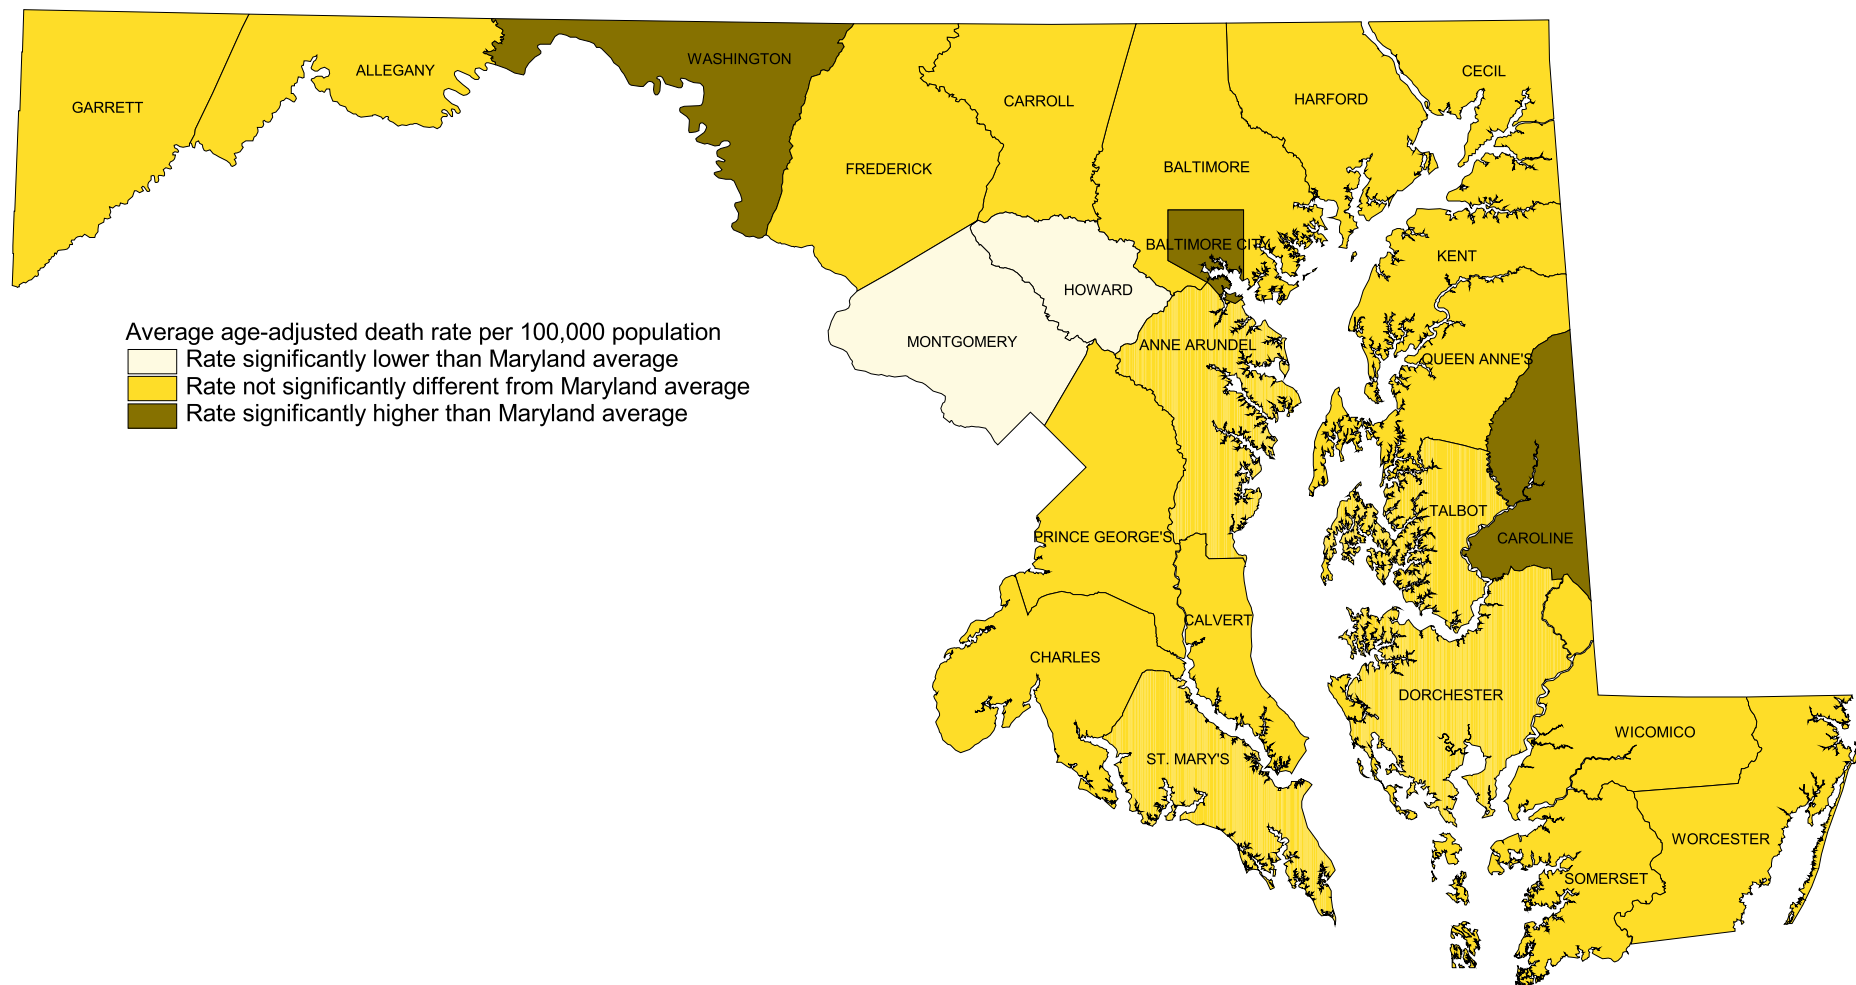 WASHINGTON
ALLEGANY
CECIL
GARRETT
CARROLL
HARFORD
FREDERICK
BALTIMORE
BALTIMORE CITY
KENT
HOWARD
Average age-adjusted death rate per 100,000 population
Rate significantly lower than Maryland average
Rate not significantly different from Maryland average
Rate significantly higher than Maryland average
MONTGOMERY
ANNE ARUNDEL
QUEEN ANNE'S
TALBOT
PRINCE GEORGE'S
CAROLINE
CALVERT
CHARLES
DORCHESTER
WICOMICO
ST. MARY'S
WORCESTER
SOMERSET